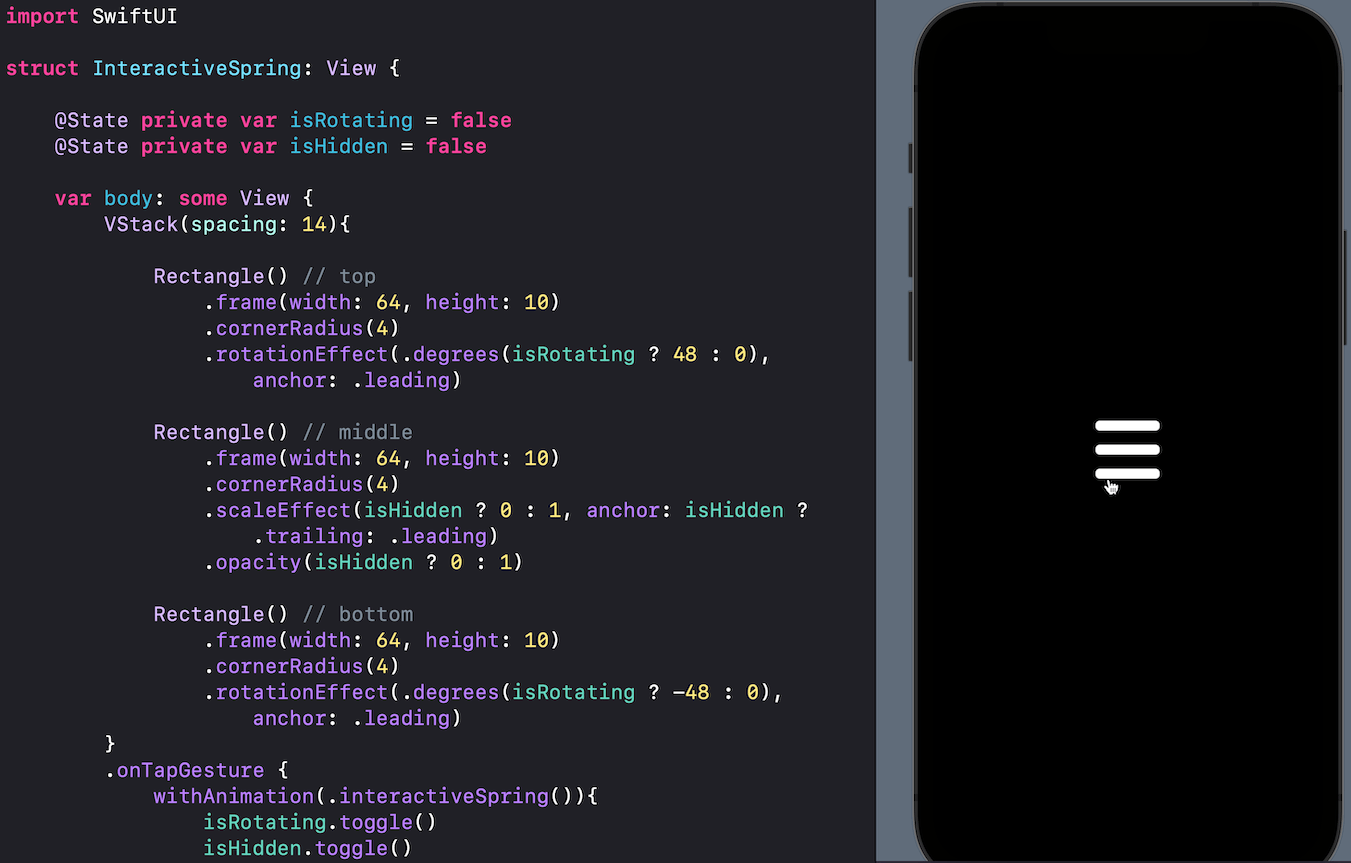 import SwiftUI
struct InteractiveSpring: View {
@State private var isRotating = false
@State private var isHidden = false
var body: some View {
VStack(spacing: 14){
Rectangle() // top
.frame(width: 64, height: 10)
.cornerRadius(4)
.rotationEffect(.degrees(isRotating ? 48 : 0),
anchor: .leading)
Rectangle() // middle
.frame(width: 64, height: 10)
.cornerRadius(4)
.scaleEffect(isHidden ? 0 : 1, anchor: isHidden ?
.trailing: .leading)
.opacity(isHidden ? 0 : 1)
Rectangle() // bottom
.frame(width: 64, height: 10)
.cornerRadius(4)
.rotationEffect(.degrees(isRotating ? -48 : 0),
anchor: .leading)
}
.onTapGesture {
withAnimation(.interactiveSpring()){
isRotating.toggle()
isHidden.toggle()